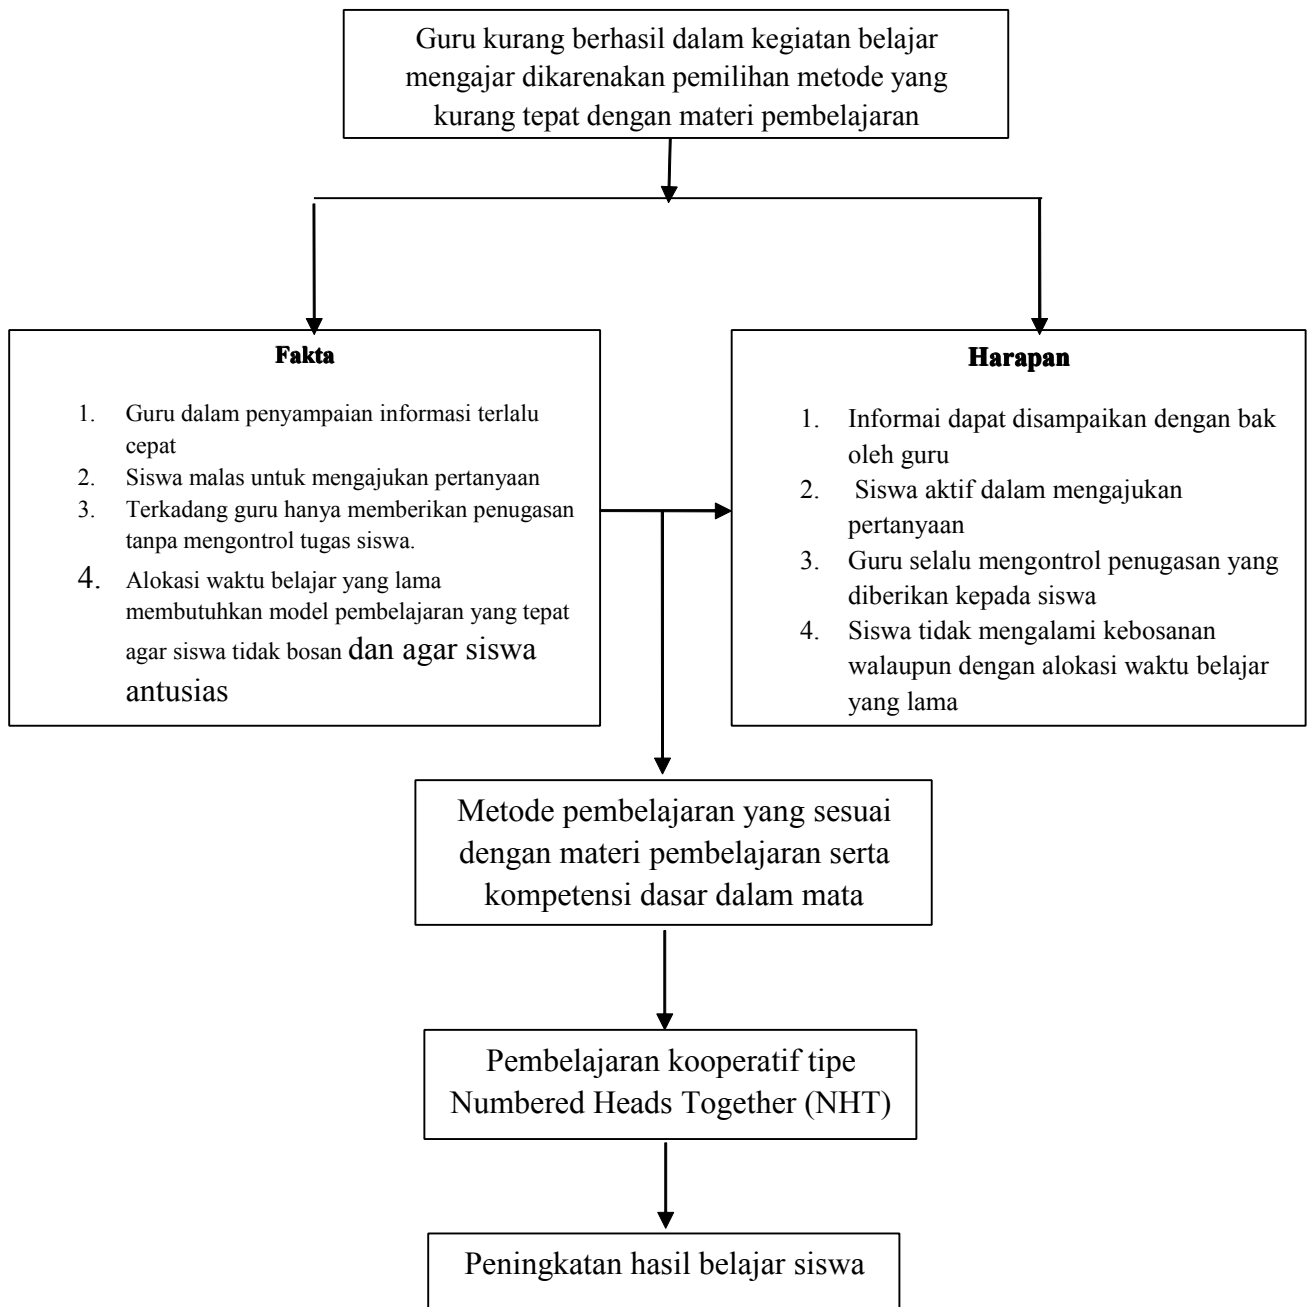 Guru kurang berhasil dalam kegiatan belajar
mengajar dikarenakan pemilihan metode yang
kurang tepat dengan materi pembelajaran
Fakta
1. Guru dalam penyampaian informasi terlalu
cepat
2. Siswa malas untuk mengajukan pertanyaan
3. Terkadang guru hanya memberikan penugasan
tanpa mengontrol tugas siswa.
4. Alokasi waktu belajar yang lama
membutuhkan model pembelajaran yang tepat
agar siswa tidak bosan dan agar siswa
antusias
Harapan
1. Informai dapat disampaikan dengan bak
oleh guru
2. Siswa aktif dalam mengajukan
pertanyaan
3. Guru selalu mengontrol penugasan yang
diberikan kepada siswa
4. Siswa tidak mengalami kebosanan
walaupun dengan alokasi waktu belajar
yang lama
Metode pembelajaran yang sesuai
dengan materi pembelajaran serta
kompetensi dasar dalam mata
Pembelajaran kooperatif tipe
Numbered Heads Together (NHT)
Peningkatan hasil belajar siswa